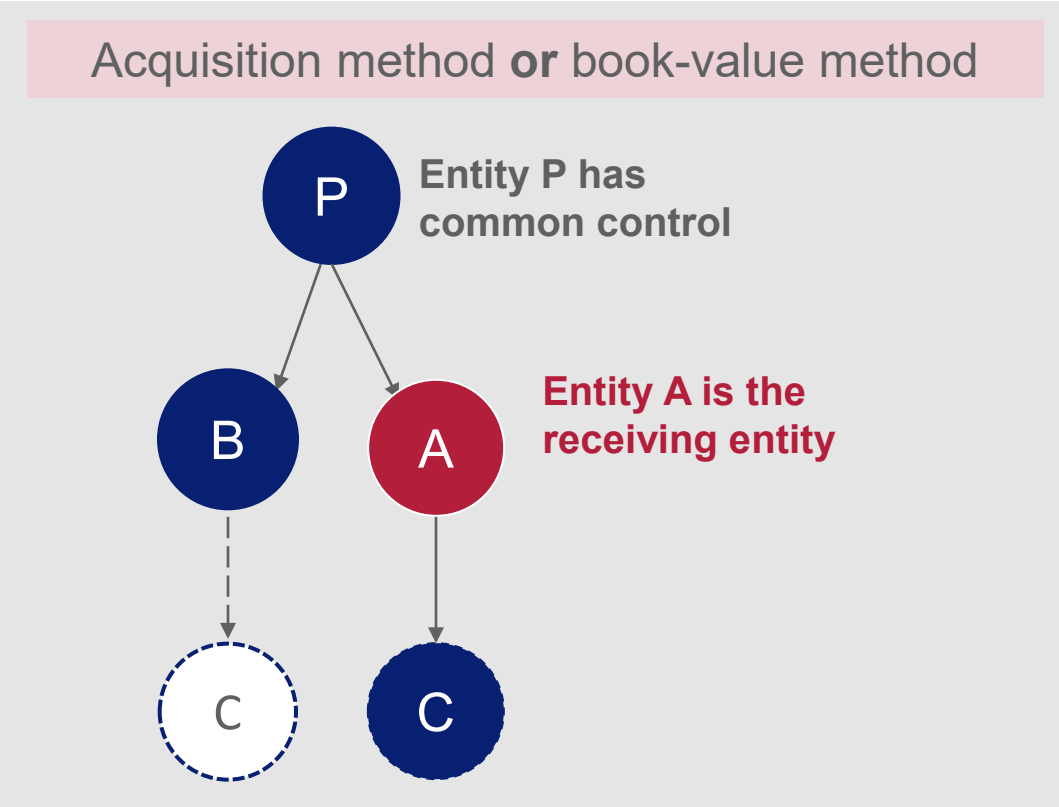 Acquisition method or book-value method
P
Entity P has
common control
B
A
Entity A is the
receiving entity
C
C